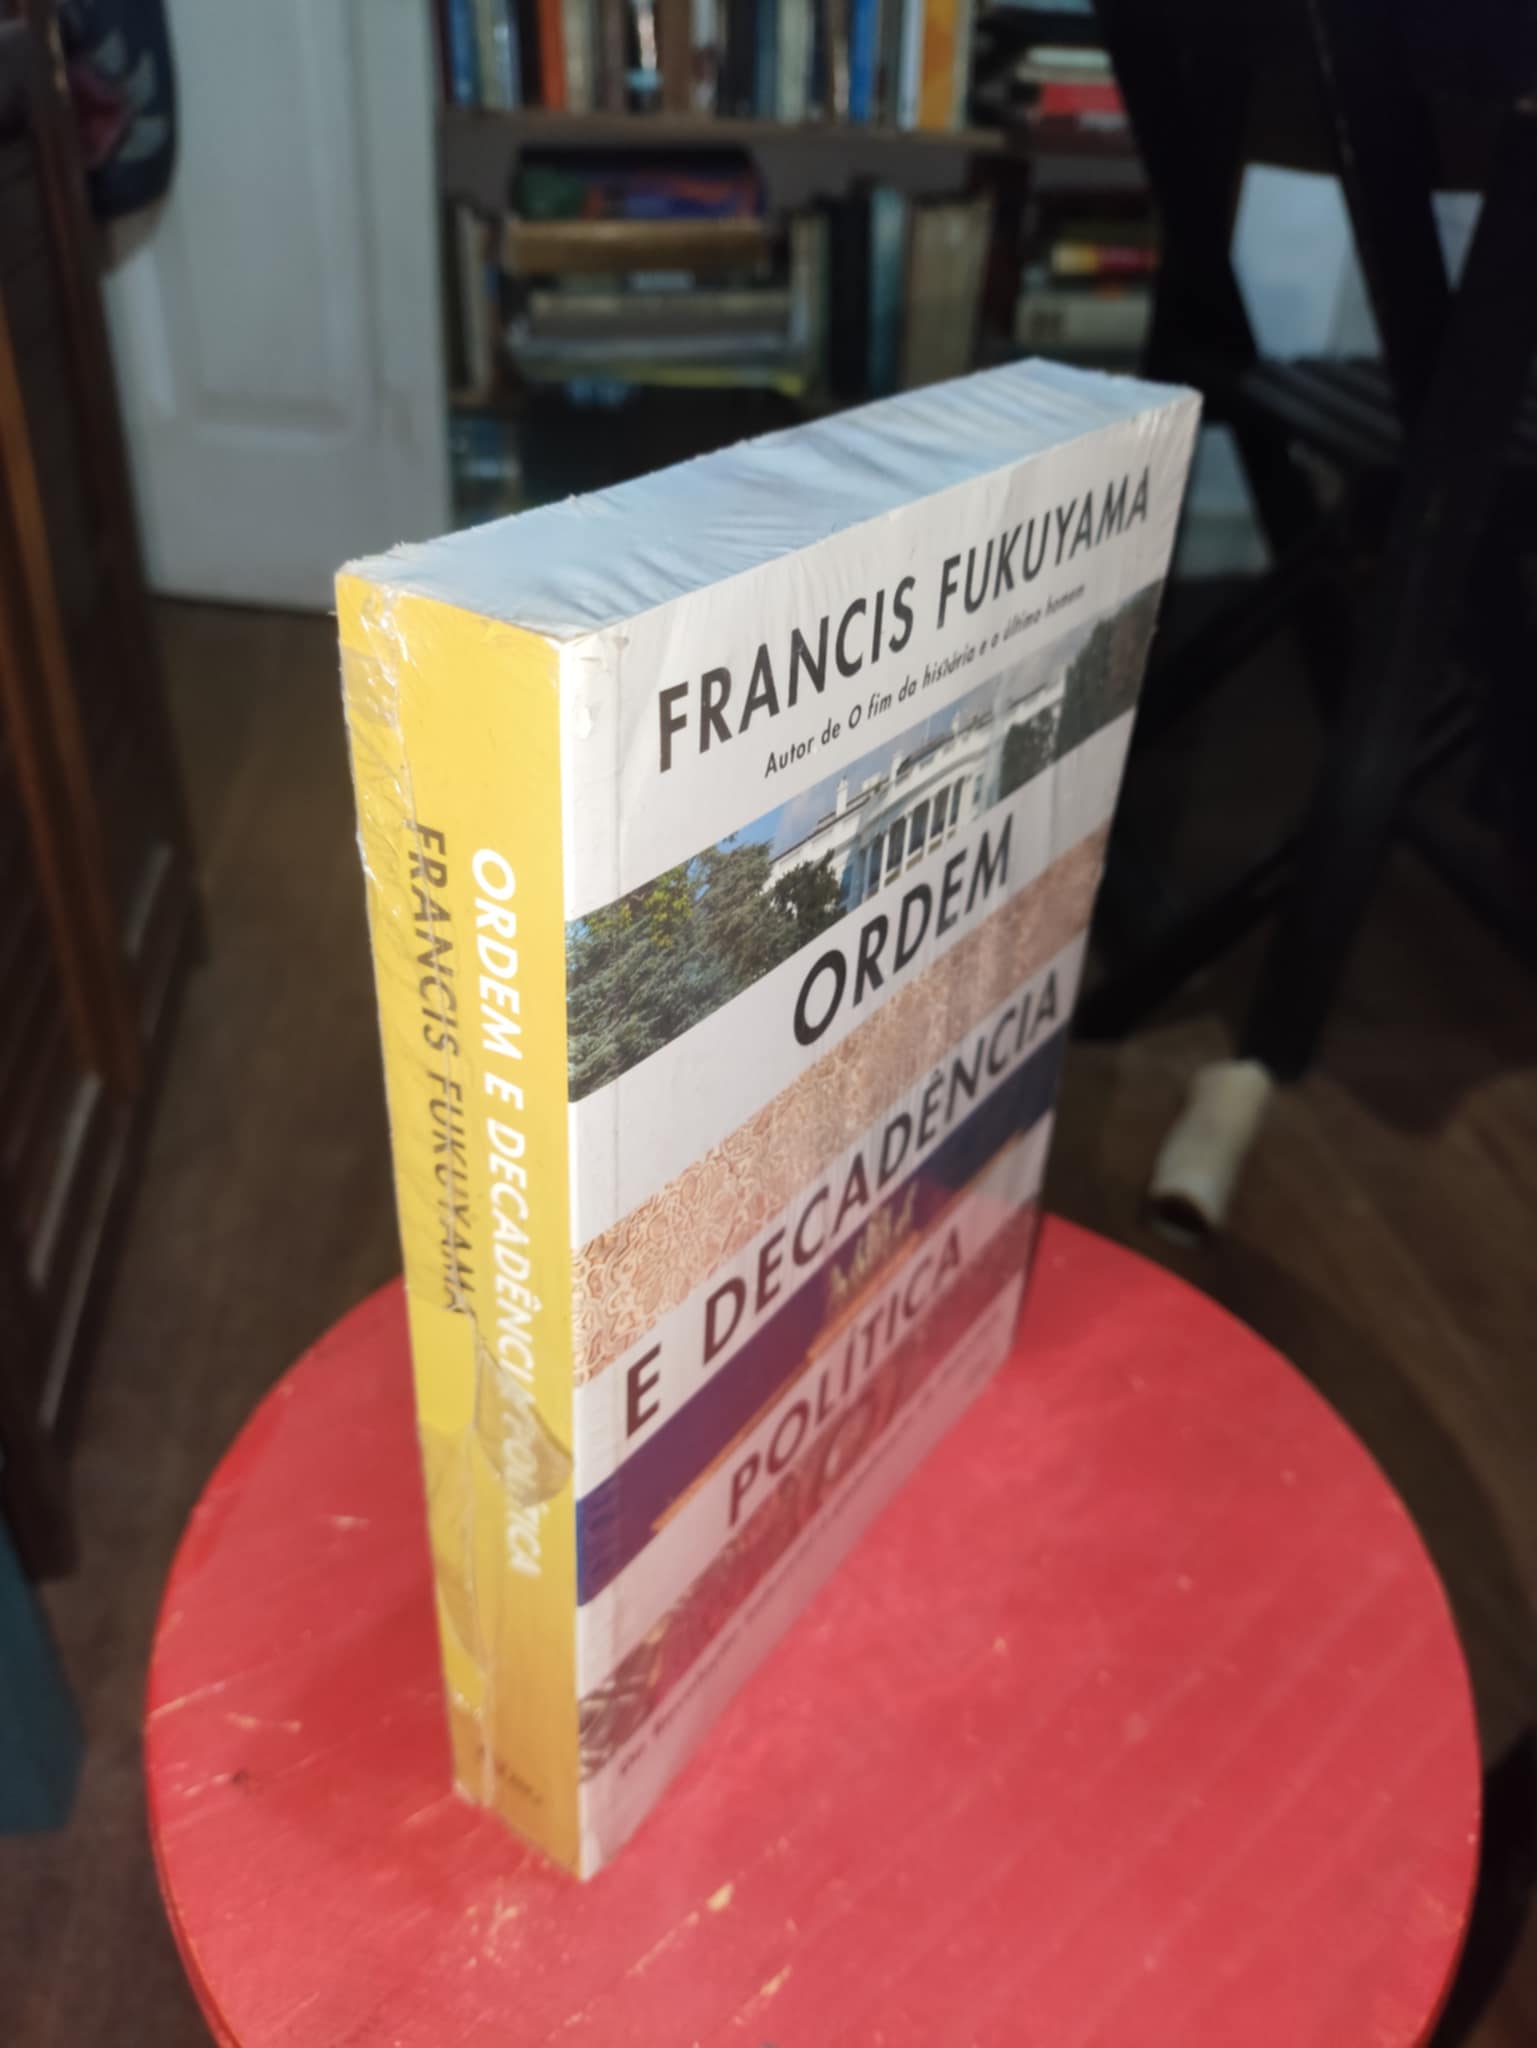 FRANCIS FUKUYAMA
Autor de O fim da história e o último homem
ORDEM
E DECADÊNCIA
POLÍTICA
ORDEM E DECADÊNCIA POLÍTICA
FRANCIS FUKUYAMA